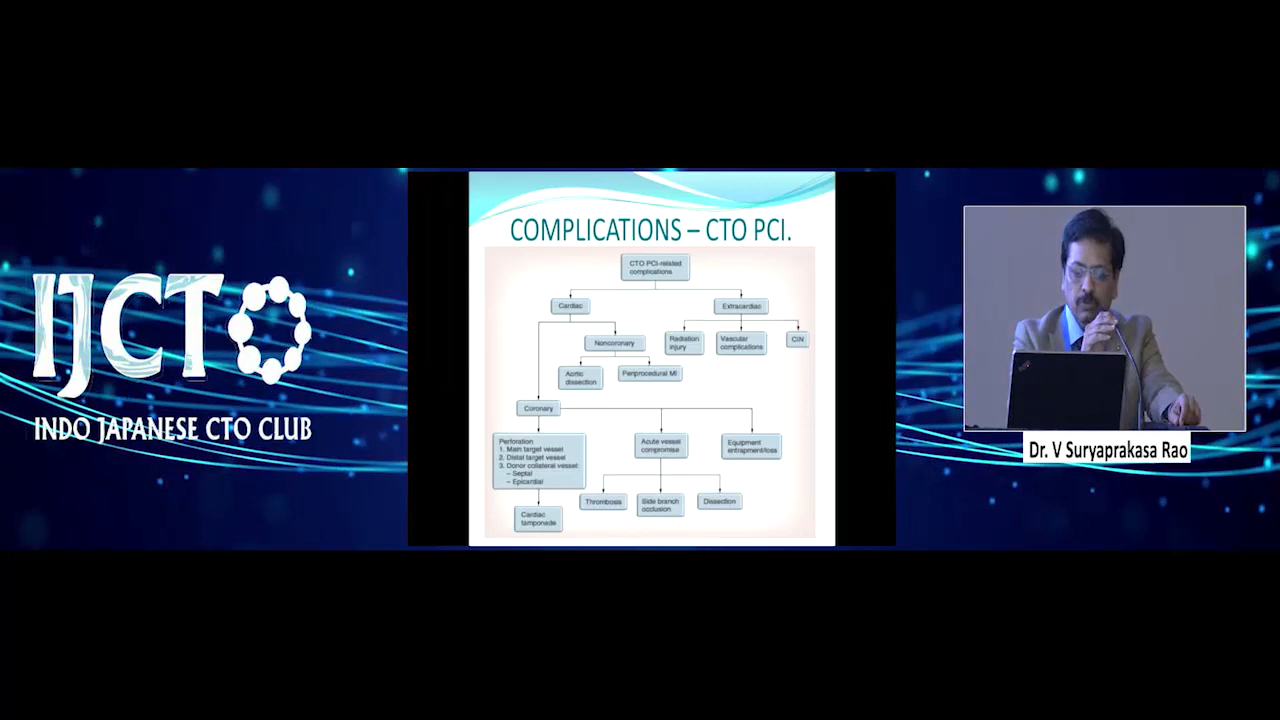 IJCTO
INDO JAPANESE CTO CLUB
COMPLICATIONS – CTO PCI.
CTO PCI-related
complications
Cardiac
Extracardiac
Noncoronary
Radiation
injury
Vascular
complications
CIN
Aortic
dissection
Periprocedural MI
Coronary
Perforation
1. Main target vessel
2. Distal target vessel
3. Donor collateral vessel:
– Septal
– Epicardial
Acute vessel
compromise
Equipment
entrapment/loss
Thrombosis
Side branch
occlusion
Dissection
Cardiac
tamponade
Dr. V Suryaprakasa Rao